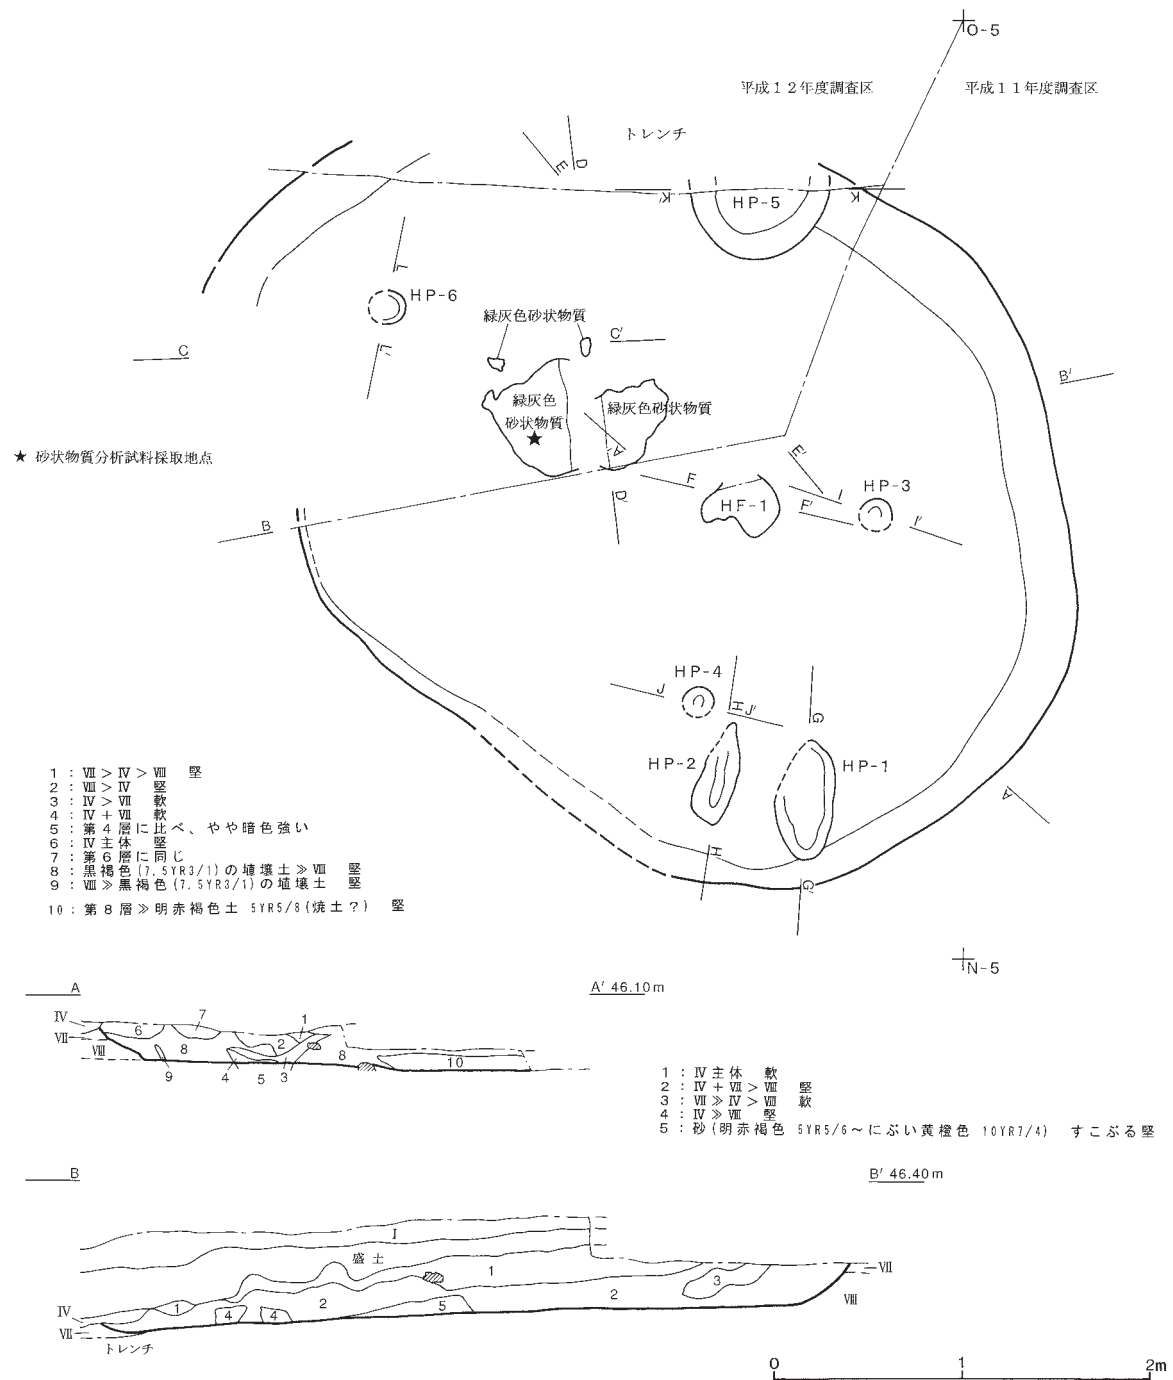 O-5
平成12年度調査区
平成11年度調査区
トレンチ
E
D
K'
HP-5
K
L
HP-6
緑灰色砂状物質
C
C'
L'
B'
緑灰色
砂状物質
★
緑灰色砂状物質
A'
★ 砂状物質分析試料採取地点
E'
F
I
HP-3
HF-1
F'
I'
B
D'
HP-4
J
H
J'
G
HP-2
HP-1
A
H'
G'
1：Ⅶ＞Ⅳ＞Ⅷ 堅
2：Ⅷ＞Ⅳ 堅
3：Ⅳ＞Ⅶ 軟
4：Ⅳ＋Ⅶ 軟
5：第4層に比べ、やや暗色強い
6：Ⅳ主体 堅
7：第6層に同じ
8：黒褐色(7.5YR3/1)の埴壌土≫Ⅷ 堅
9：Ⅷ≫黒褐色(7.5YR3/1)の埴壌土 堅
10：第8層≫明赤褐色土 5YR5/8(焼土？) 堅
N-5
A
A' 46.10m
Ⅳ
Ⅶ
Ⅷ
6
7
8
1
2
8
10
9
4
5
3
1：Ⅳ主体 軟
2：Ⅳ＋Ⅶ＞Ⅷ 堅
3：Ⅶ≫Ⅳ＞Ⅷ 軟
4：Ⅳ≫Ⅷ 堅
5：砂(明赤褐色 5YR5/6～にぶい黄橙色 10YR7/4) すこぶる堅
B
B' 46.40m
I
盛土
1
3
Ⅶ
Ⅷ
Ⅳ
Ⅶ
1
4
4
2
5
2
トレンチ
0 1 2m